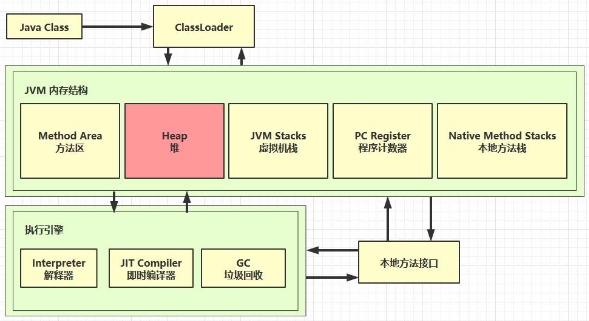 Java Class
ClassLoader
JVM 内存结构
Method Area
方法区
Heap
堆
JVM Stacks
虚拟机栈
PC Register
程序计数器
Native Method Stacks
本地方法栈
执行引擎
Interpreter
解释器
JIT Compiler
即时编译器
GC
垃圾回收
本地方法接口